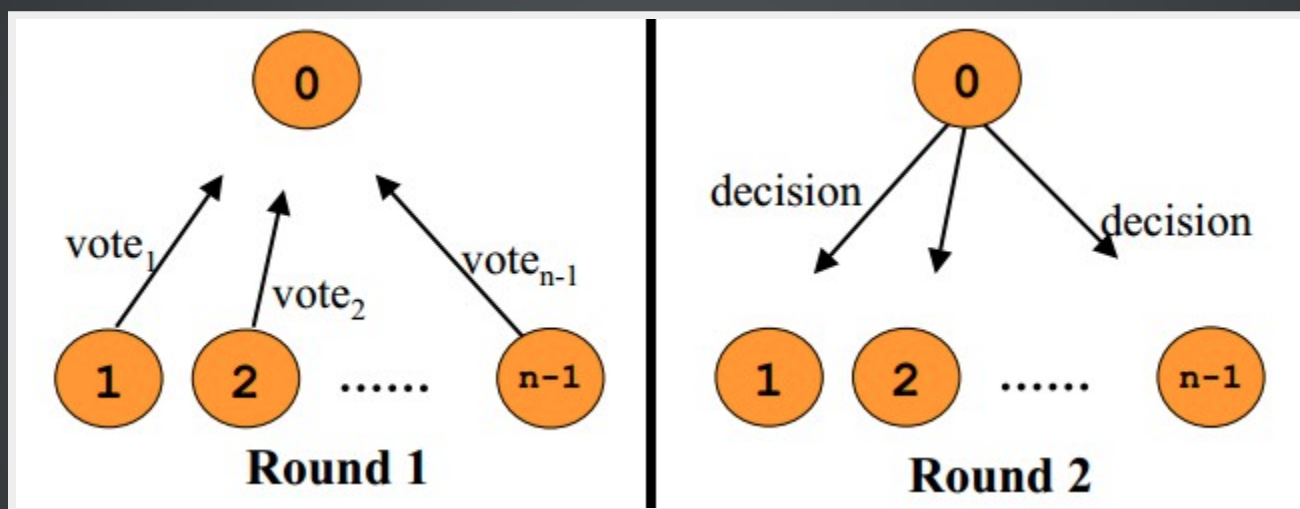 0
vote1
vote2
voten-1
1
2
......
n-1
Round 1
0
decision
decision
1
2
......
n-1
Round 2